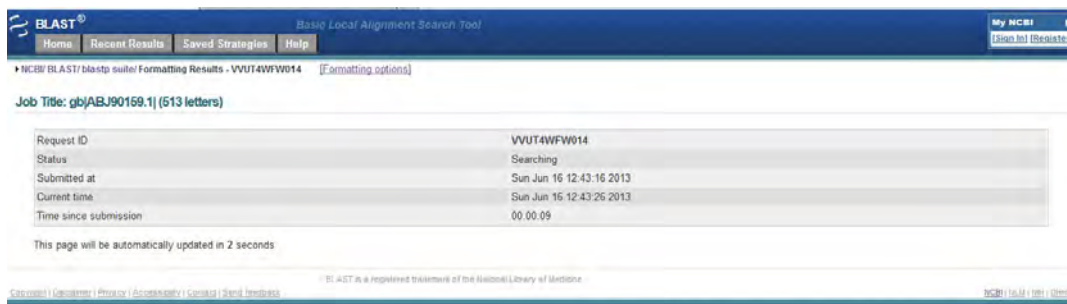 BLAST® Basic Local Alignment Search Tool
My NCBI
Home Recent Results Saved Strategies Help
[Sign In] [Registe
NCBI/ BLAST/ blastp suite/ Formatting Results - VVUT4WFW014 [Formatting options]
Job Title: gb|ABJ90159.1| (513 letters)
Request ID VVUT4WFW014
Status Searching
Submitted at Sun Jun 16 12:43:16 2013
Current time Sun Jun 16 12:43:26 2013
Time since submission 00:00:09
This page will be automatically updated in 2 seconds
BLAST is a registered trademark of the National Library of Medicine
Copyright | Disclaimer | Privacy | Accessibility | Contact | Send feedback
NCBI | NLM | NIH |